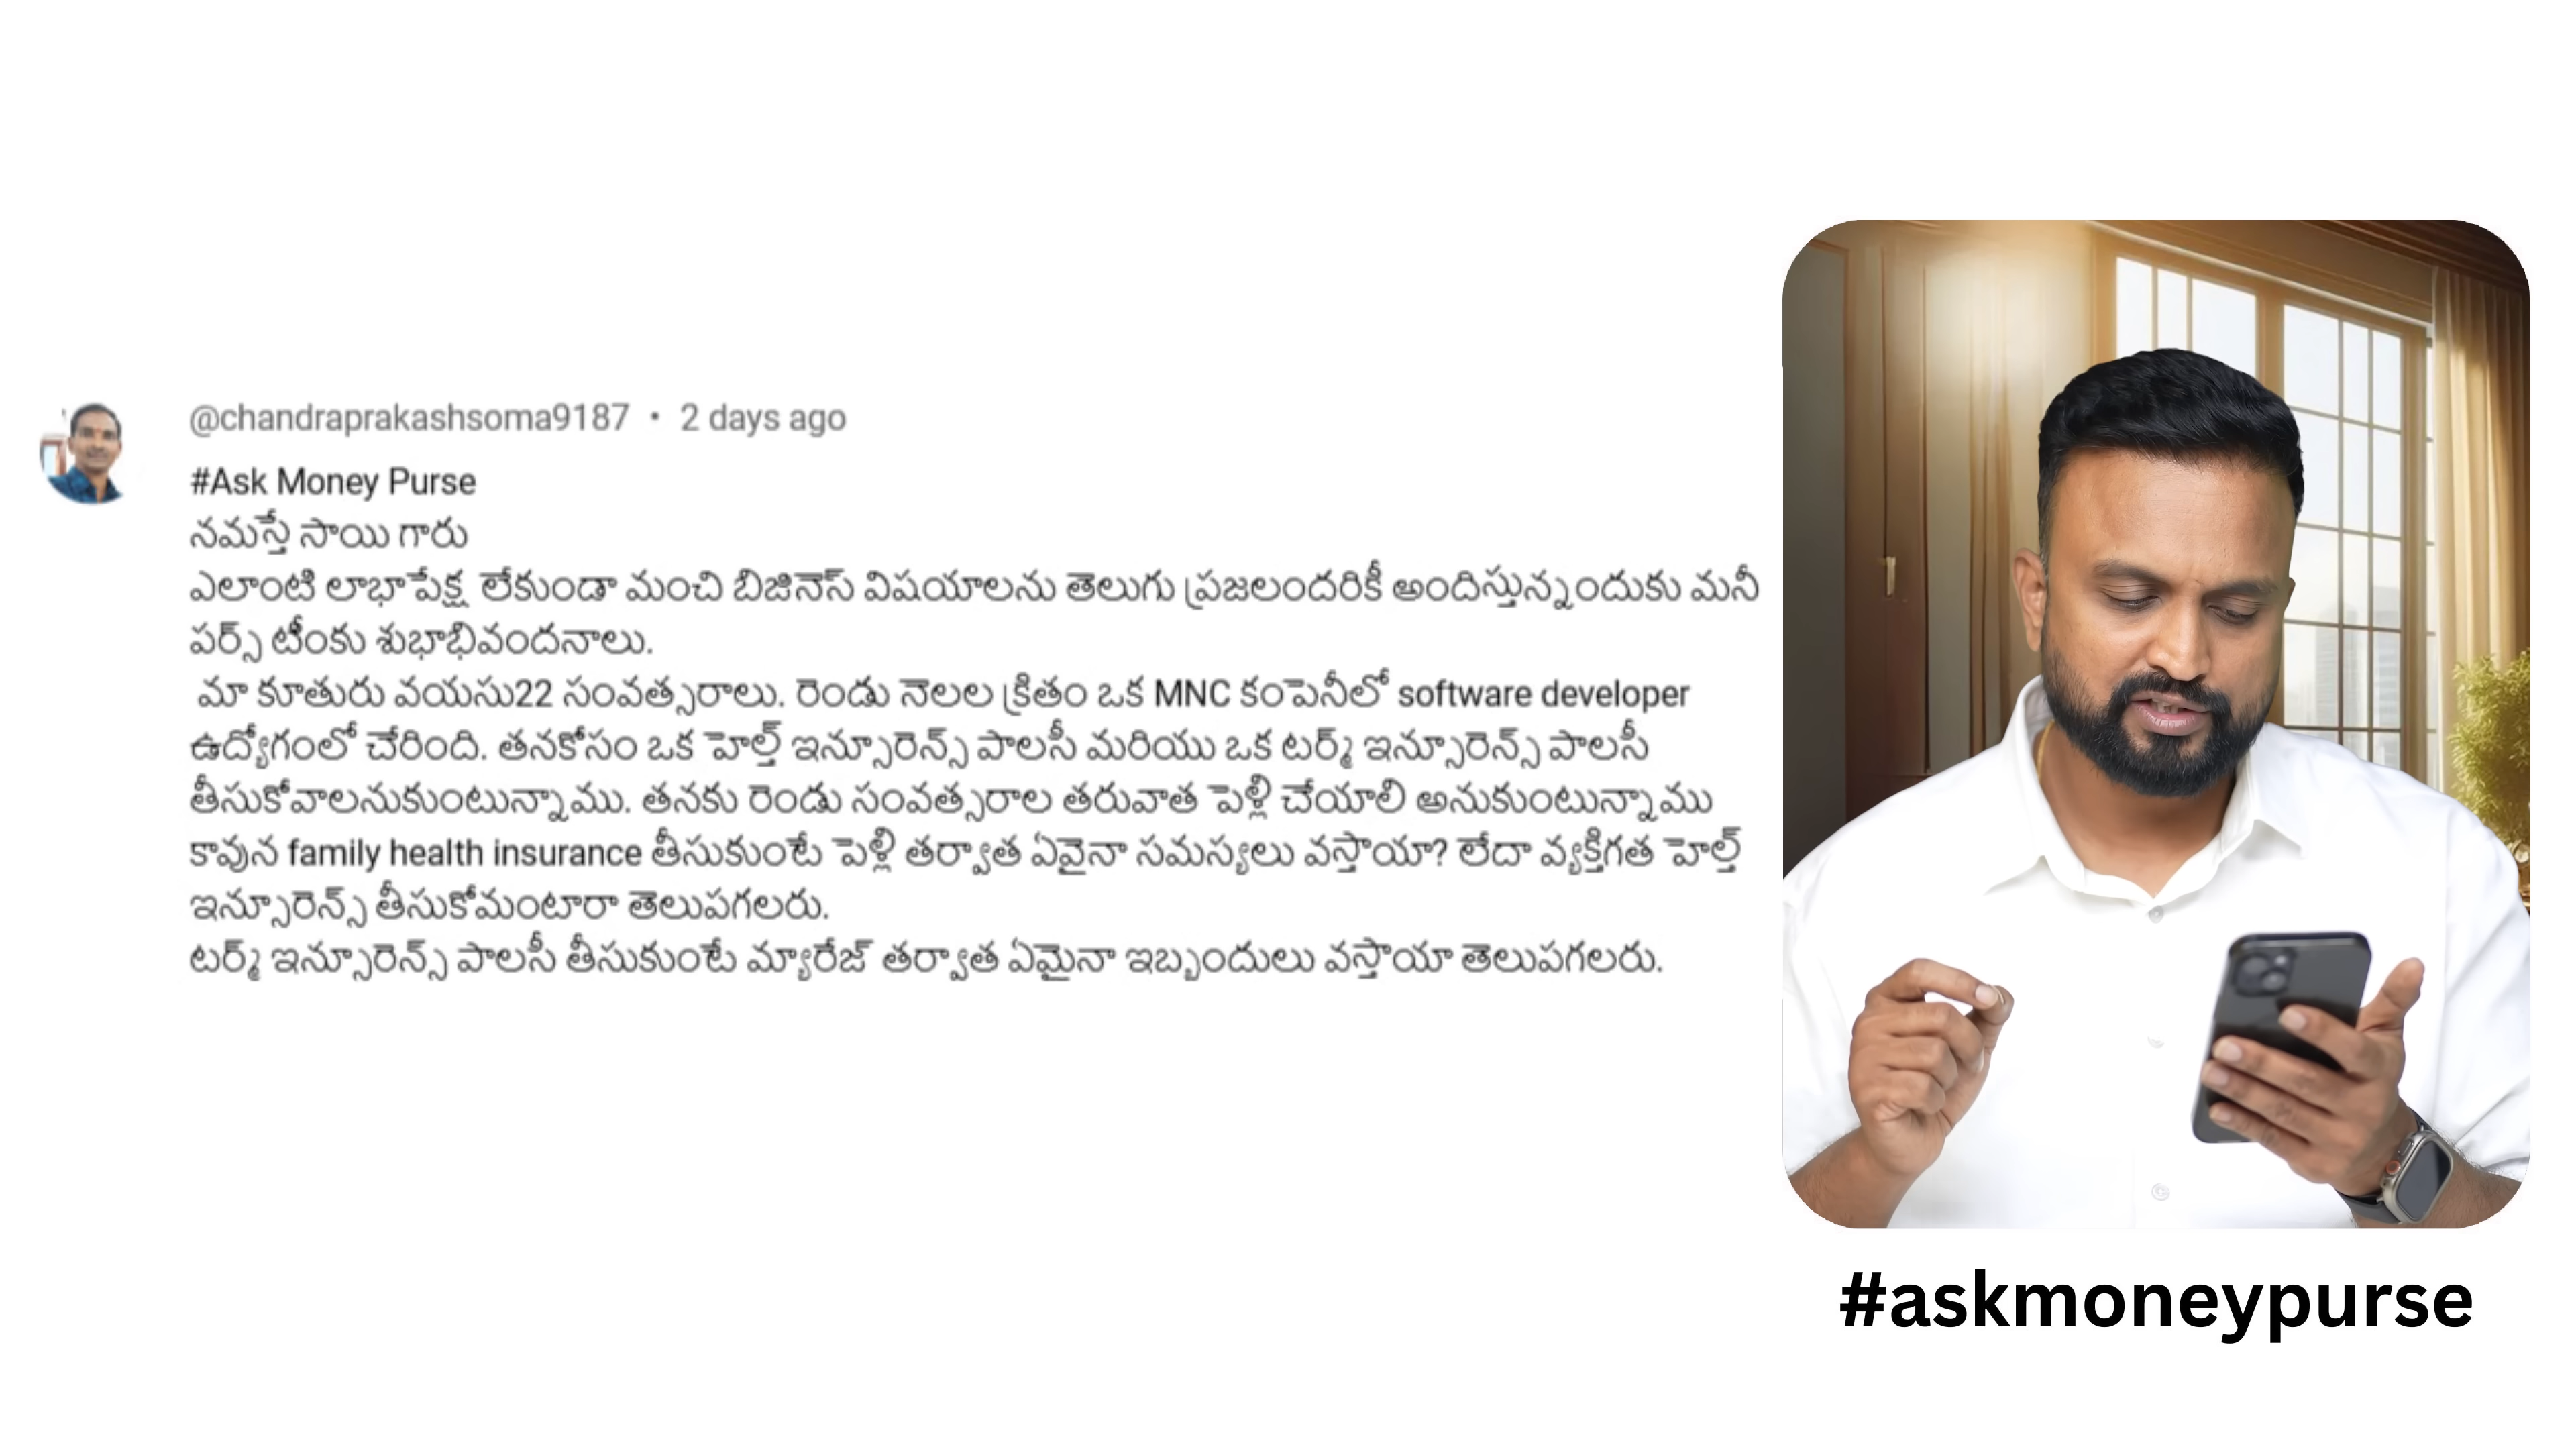 @chandraprakashsoma9187 • 2 days ago
#Ask Money Purse
నమస్తే సాయి గారు
ఎలాంటి లాభాపేక్ష లేకుండా మంచి బిజినెస్ విషయాలను తెలుగు ప్రజలందరికీ అందిస్తున్నందుకు మనీ
పర్స్ టీంకు శుభాభివందనాలు.
మా కూతురు వయసు22 సంవత్సరాలు. రెండు నెలల క్రితం ఒక MNC కంపెనీలో software developer
ఉద్యోగంలో చేరింది. తనకోసం ఒక హెల్త్ ఇన్సూరెన్స్ పాలసీ మరియు ఒక టర్మ్ ఇన్సూరెన్స్ పాలసీ
తీసుకోవాలనుకుంటున్నాము. తనకు రెండు సంవత్సరాల తరువాత పెళ్లి చేయాలి అనుకుంటున్నాము
కావున family health insurance తీసుకుంటే పెళ్లి తర్వాత ఏవైనా సమస్యలు వస్తాయా? లేదా వ్యక్తిగత హెల్త్
ఇన్సూరెన్స్ తీసుకోమంటారా తెలుపగలరు.
టర్మ్ ఇన్సూరెన్స్ పాలసీ తీసుకుంటే మ్యారేజ్ తర్వాత ఏమైనా ఇబ్బందులు వస్తాయా తెలుపగలరు.
#askmoneypurse